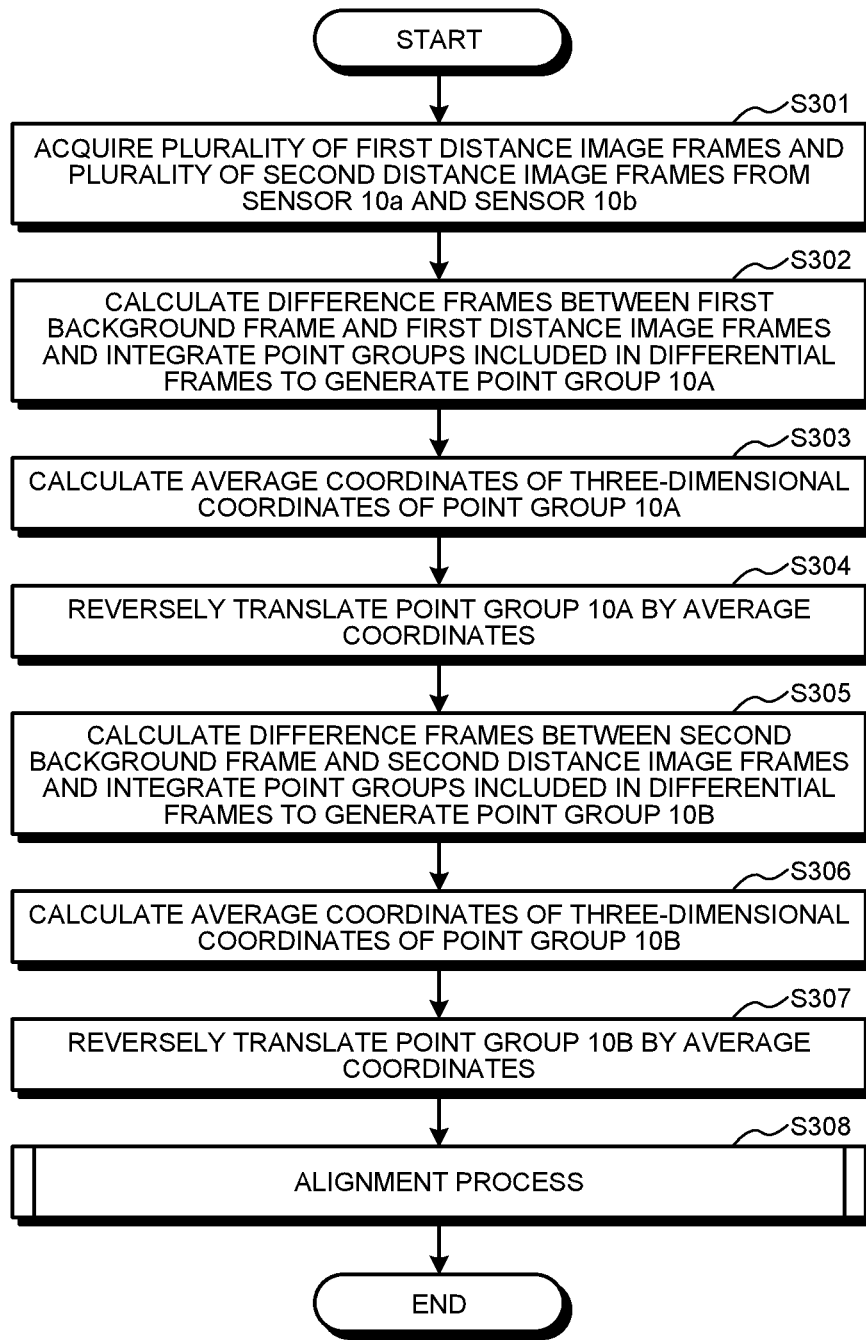 START
S301
ACQUIRE PLURALITY OF FIRST DISTANCE IMAGE FRAMES AND
PLURALITY OF SECOND DISTANCE IMAGE FRAMES FROM
SENSOR 10a AND SENSOR 10b
S302
CALCULATE DIFFERENCE FRAMES BETWEEN FIRST
BACKGROUND FRAME AND FIRST DISTANCE IMAGE FRAMES
AND INTEGRATE POINT GROUPS INCLUDED IN DIFFERENTIAL
FRAMES TO GENERATE POINT GROUP 10A
S303
CALCULATE AVERAGE COORDINATES OF THREE-DIMENSIONAL
COORDINATES OF POINT GROUP 10A
S304
REVERSELY TRANSLATE POINT GROUP 10A BY AVERAGE
COORDINATES
S305
CALCULATE DIFFERENCE FRAMES BETWEEN SECOND
BACKGROUND FRAME AND SECOND DISTANCE IMAGE FRAMES
AND INTEGRATE POINT GROUPS INCLUDED IN DIFFERENTIAL
FRAMES TO GENERATE POINT GROUP 10B
S306
CALCULATE AVERAGE COORDINATES OF THREE-DIMENSIONAL
COORDINATES OF POINT GROUP 10B
S307
REVERSELY TRANSLATE POINT GROUP 10B BY AVERAGE
COORDINATES
S308
ALIGNMENT PROCESS
END